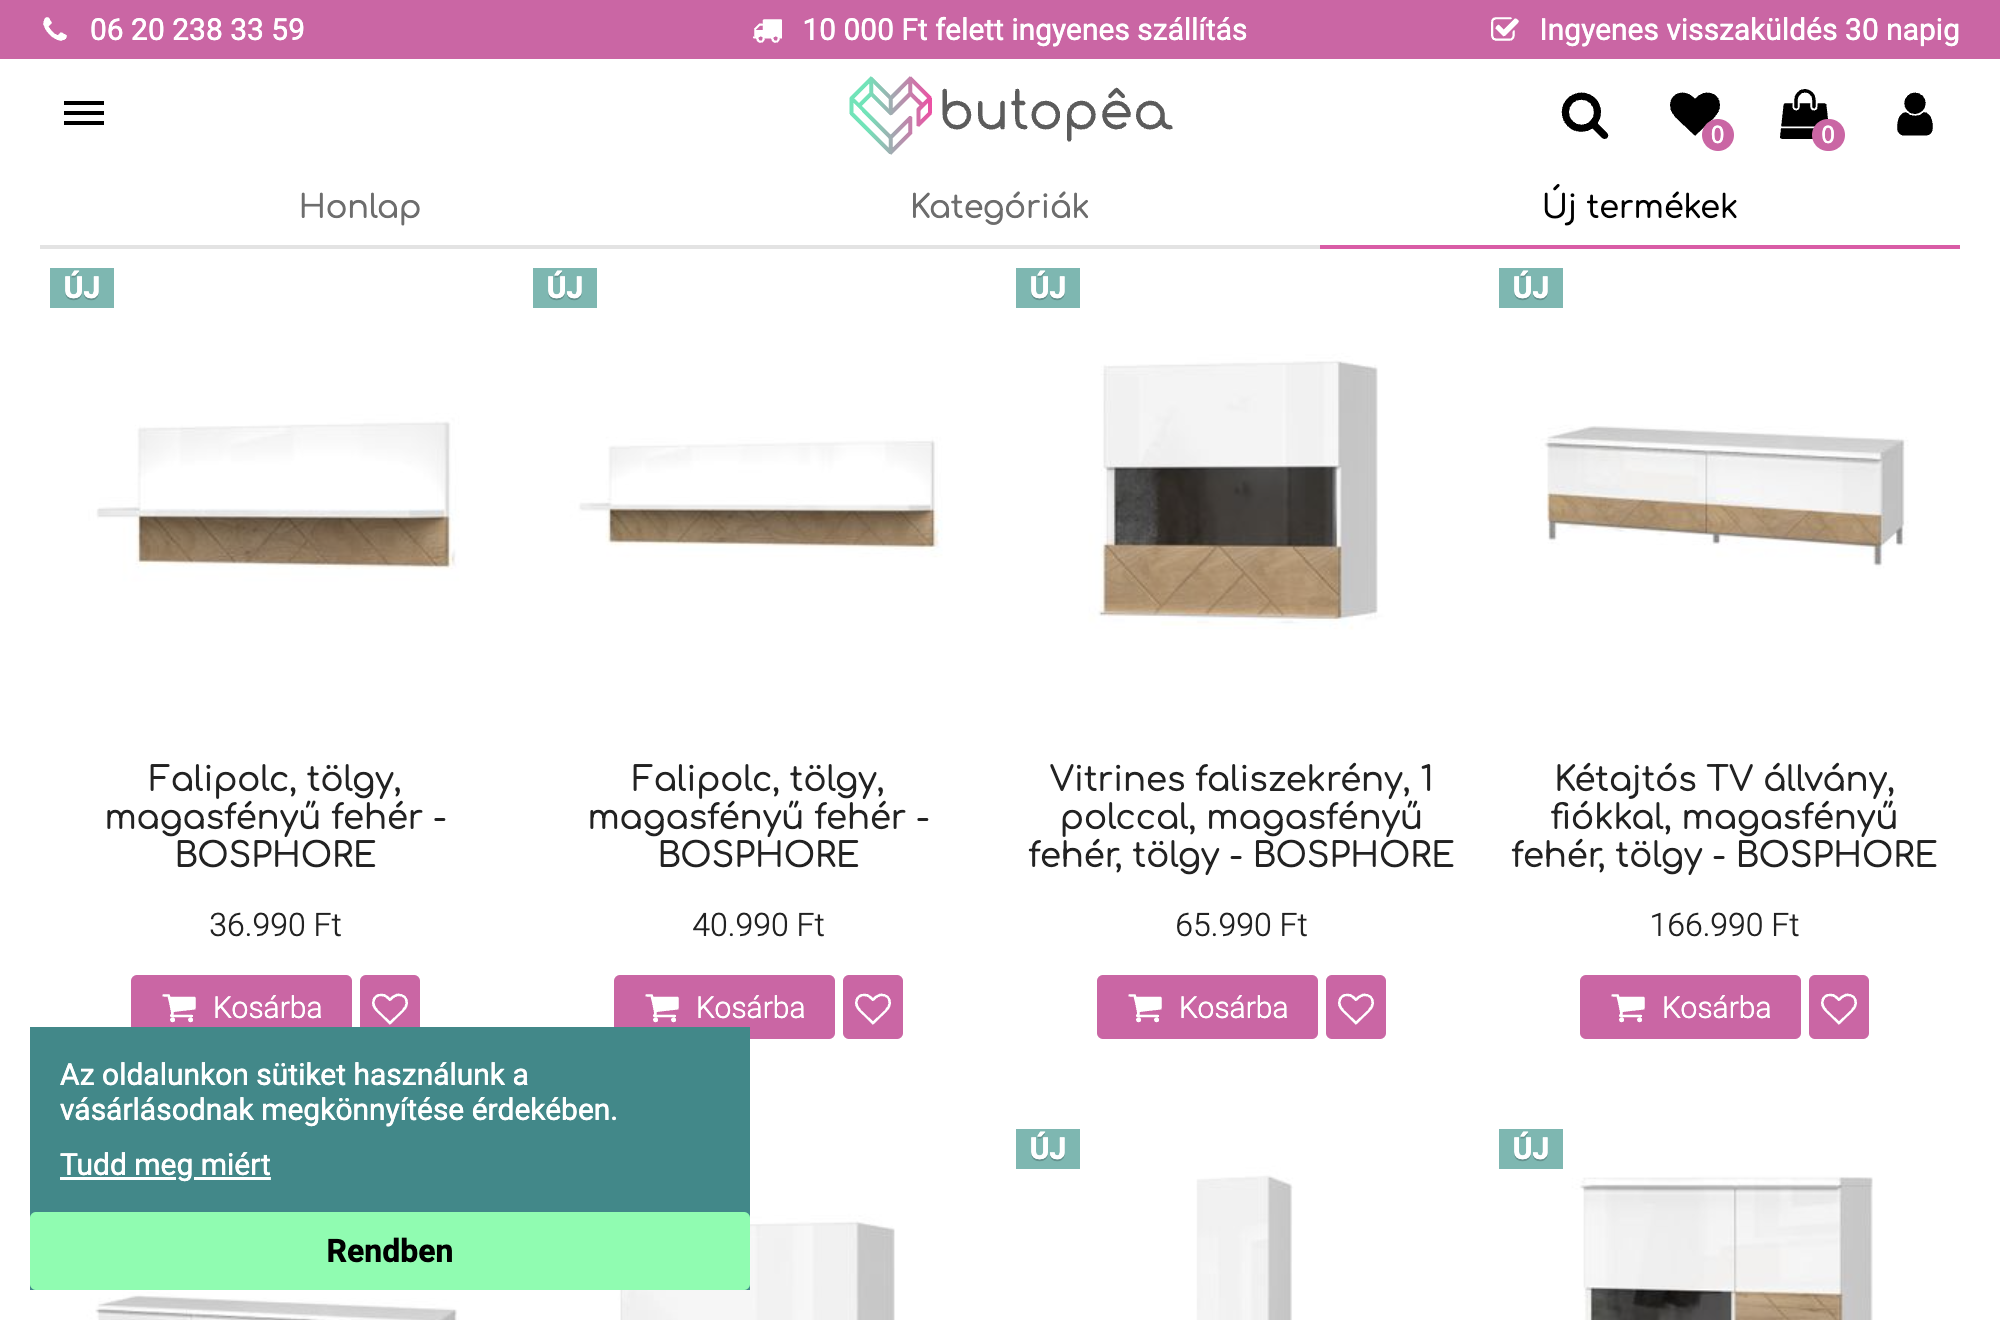 06 20 238 33 59
10 000 Ft felett ingyenes szállítás
Ingyenes visszaküldés 30 napig
butopêa
0
0
Honlap
Kategóriák
Új termékek
ÚJ
ÚJ
ÚJ
ÚJ
Falipolc, tölgy,
magasfényű fehér -
BOSPHORE
36.990 Ft
Kosárba
Falipolc, tölgy,
magasfényű fehér -
BOSPHORE
40.990 Ft
Kosárba
Vitrines faliszekrény, 1
polccal, magasfényű
fehér, tölgy - BOSPHORE
65.990 Ft
Kosárba
Kétajtós TV állvány,
fiókkal, magasfényű
fehér, tölgy - BOSPHORE
166.990 Ft
Kosárba
Az oldalunkon sütiket használunk a
vásárlásodnak megkönnyítése érdekében.
Tudd meg miért
Rendben
ÚJ
ÚJ